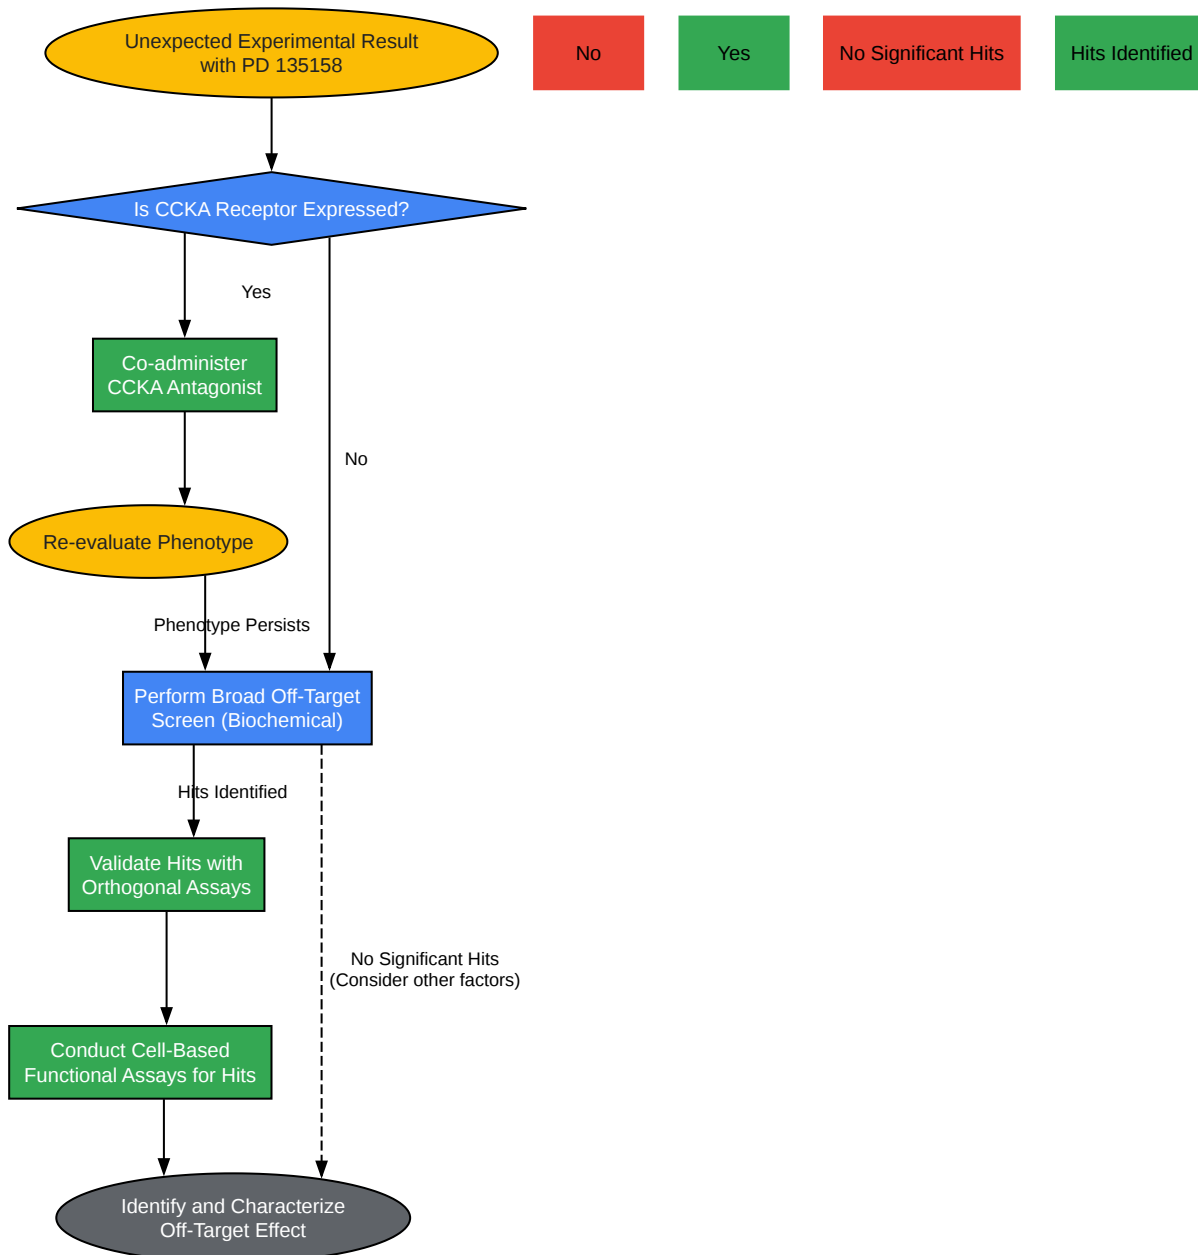 Unexpected Experimental Result
with PD 135158
No
Yes
No Significant Hits
Hits Identified
Is CCKA Receptor Expressed?
Yes
Co-administer
CCKA Antagonist
No
Re-evaluate Phenotype
Phenotype Persists
Perform Broad Off-Target
Screen (Biochemical)
Hits Identified
Validate Hits with
Orthogonal Assays
No Significant Hits
(Consider other factors)
Conduct Cell-Based
Functional Assays for Hits
Identify and Characterize
Off-Target Effect